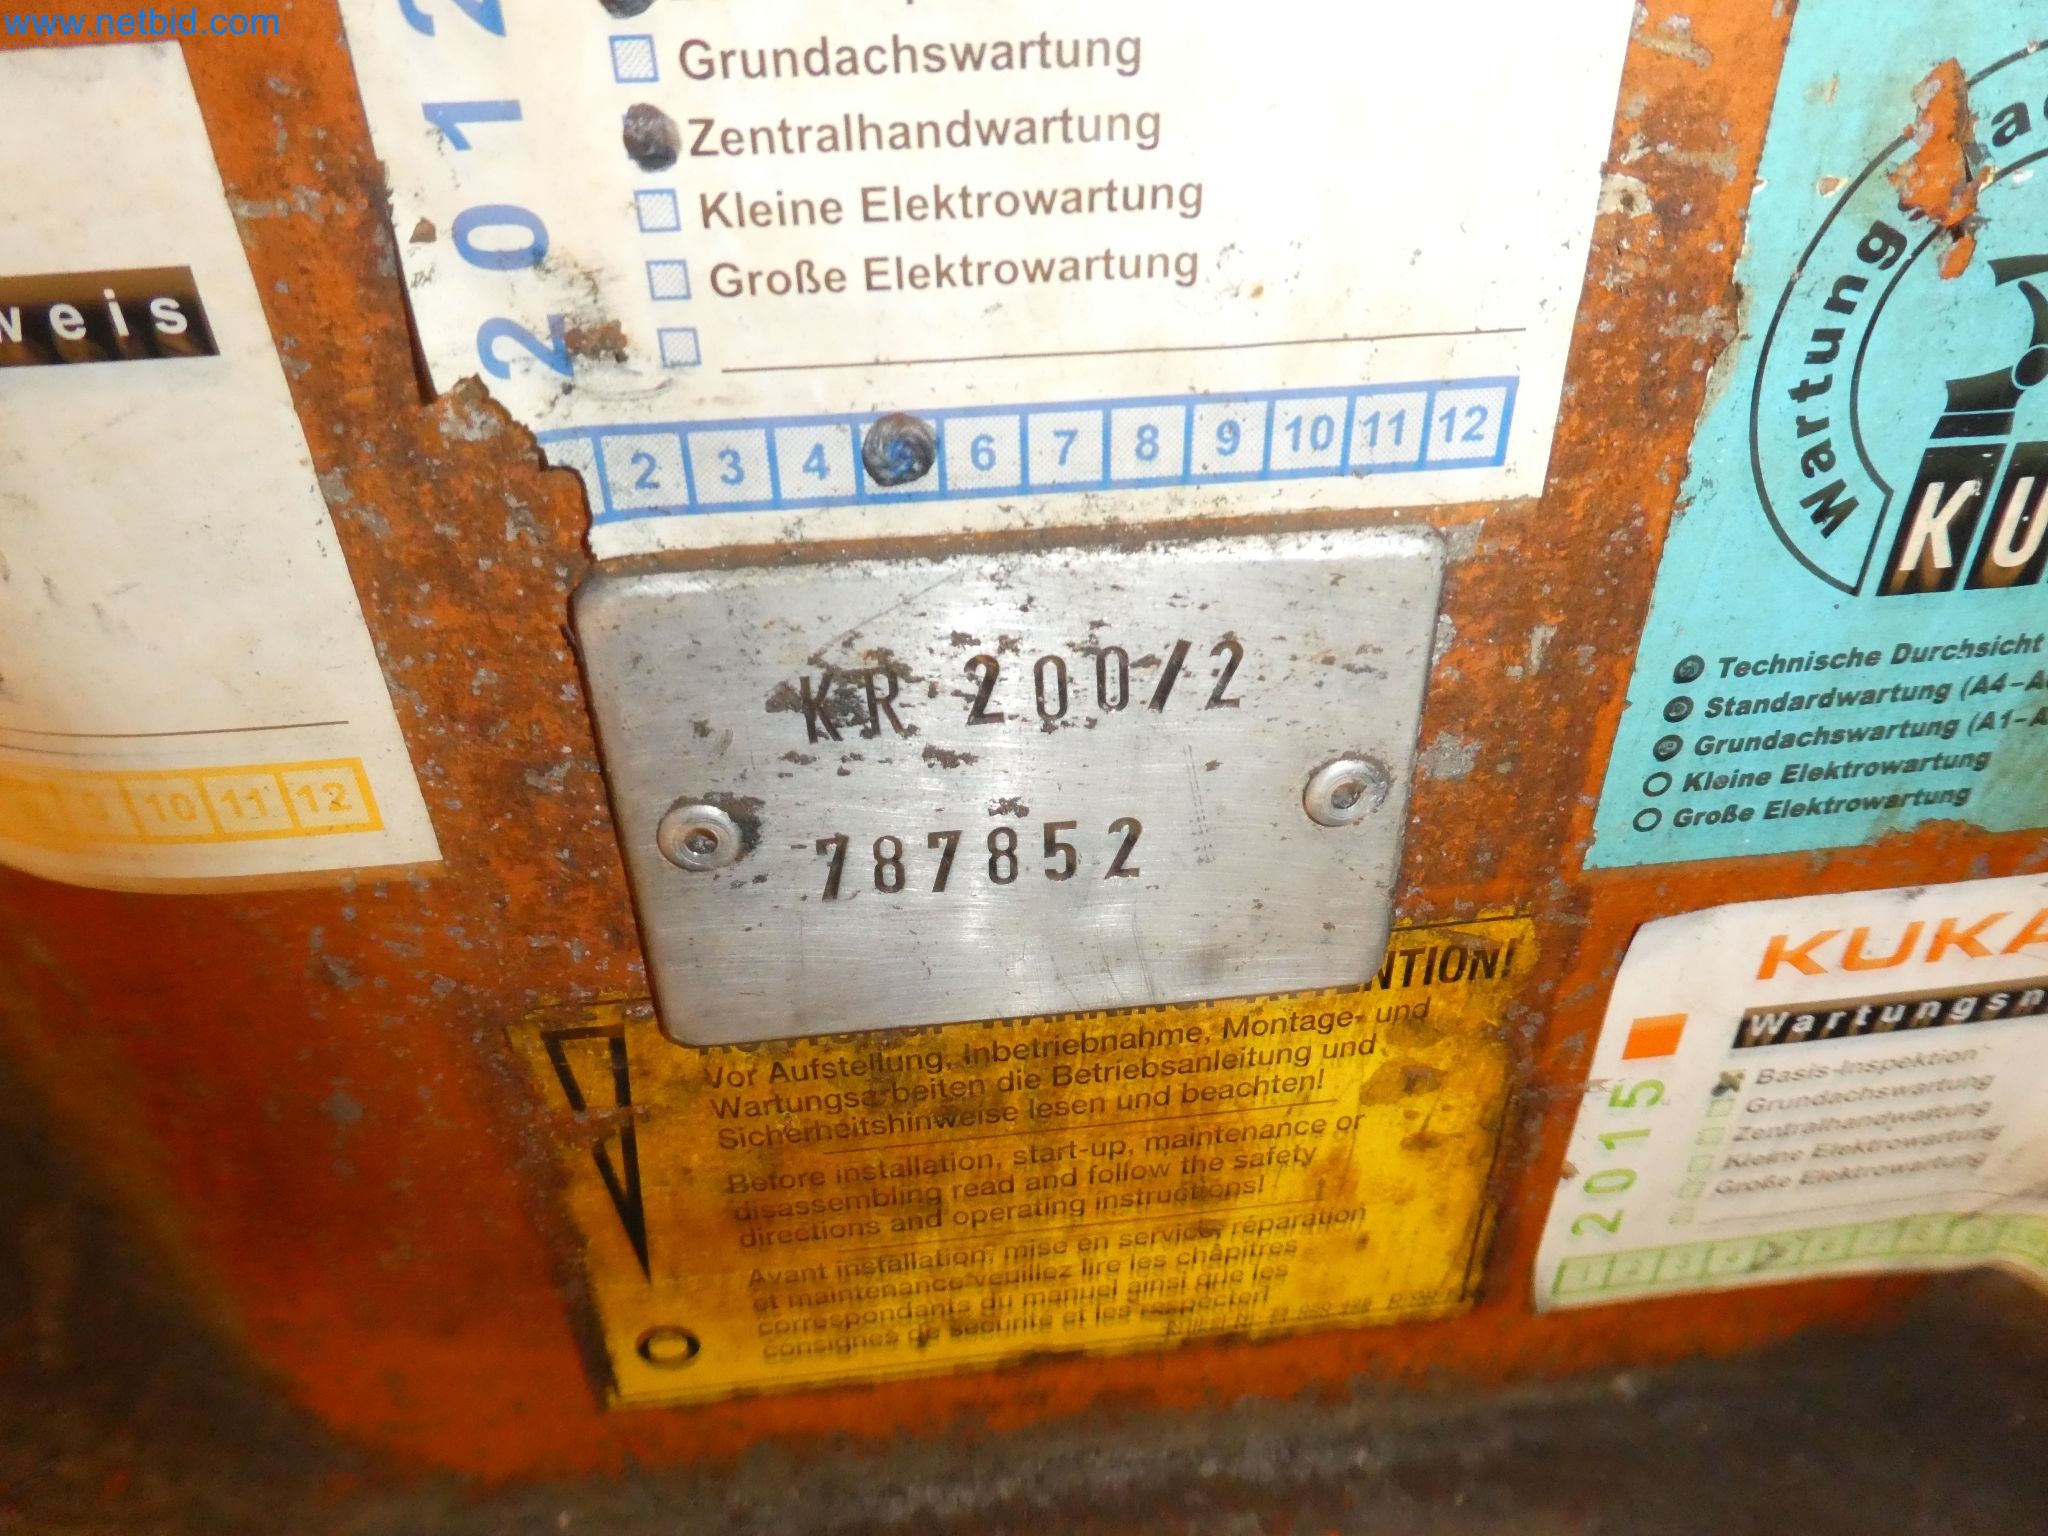 www.netbid.com
weis
9 10 11 12
2012
Grundachswartung
Zentralhandwartung
Kleine Elektrowartung
Große Elektrowartung
2 3 4 5 6 7 8 9 10 11 12
Wartung
KU
Technische Durchsicht
Standardwartung (A4-A
Grundachswartung (A1-A
Kleine Elektrowartung
Große Elektrowartung
KR 200/2
787852
NTION!
Vor Aufstellung, Inbetriebnahme, Montage- und
Wartungsarbeiten die Betriebsanleitung und
Sicherheitshinweise lesen und beachten!
Before installation, start-up, maintenance or
disassembling read and follow the safety
directions and operating instructions!
Avant installation, mise en service, réparation
et maintenance veuillez lire les chapitres
correspondants du manuel ainsi que les
consignes de sécurité et les respecter!
KUKA
Wartungsn
2015
Basis-Inspektion
Grundachswartung
Zentralhandwartung
Kleine Elektrowartung
Große Elektrowartung
1 2 3